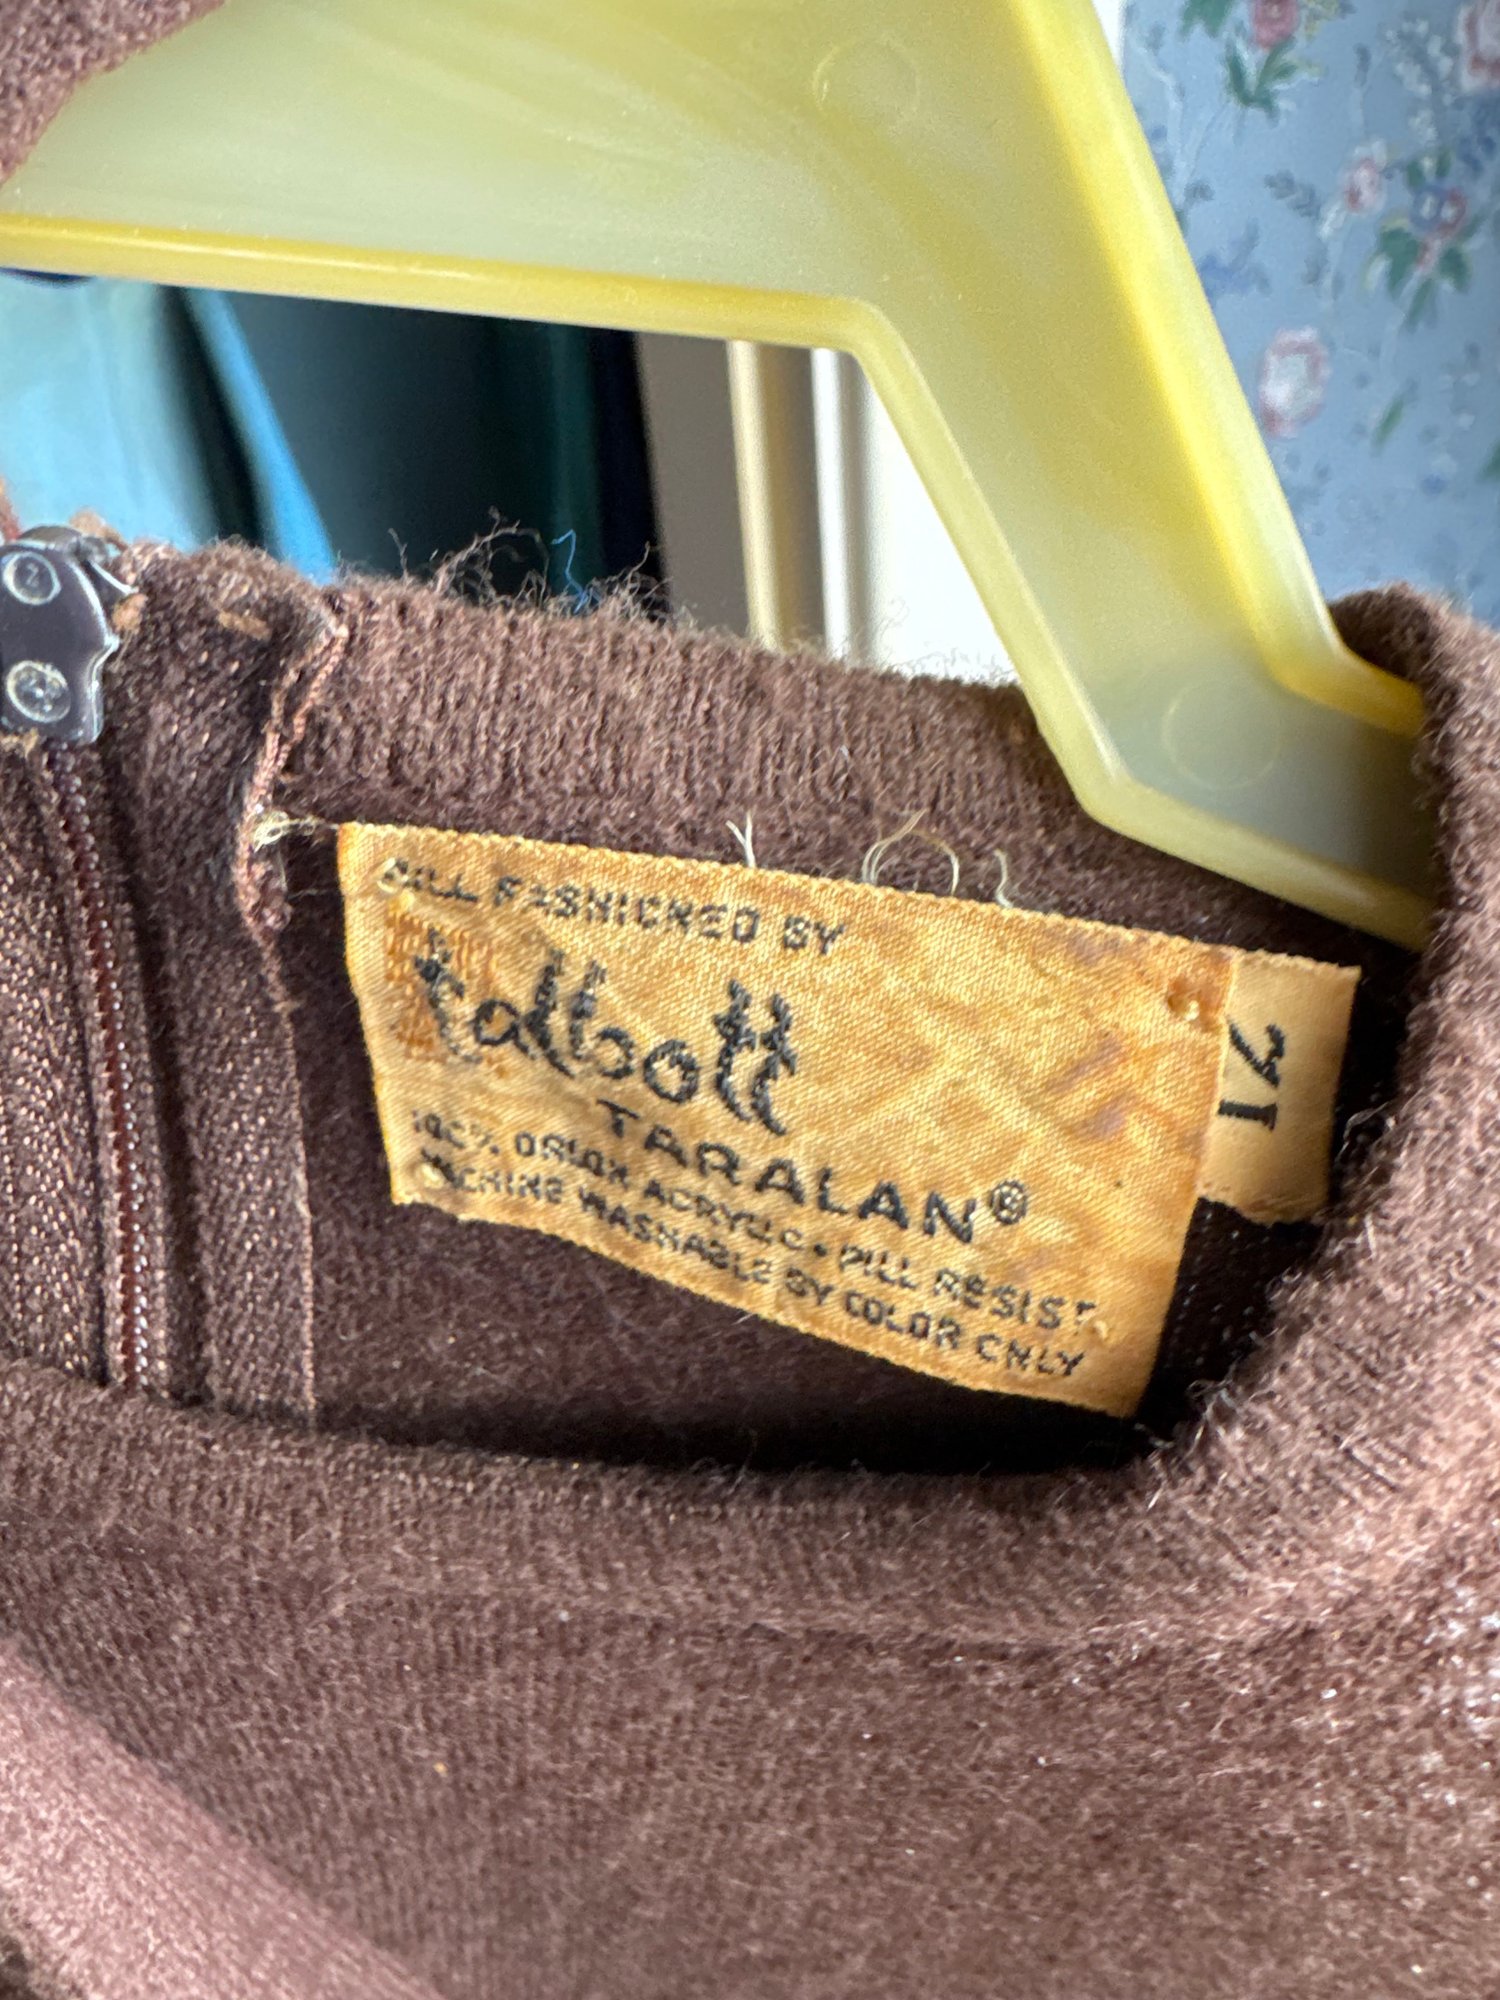 FULL FASHIONED BY
talbott
TARALAN®
100% ORLON ACRYLIC • PILL RESIST.
MACHINE WASHABLE BY COLOR ONLY
12